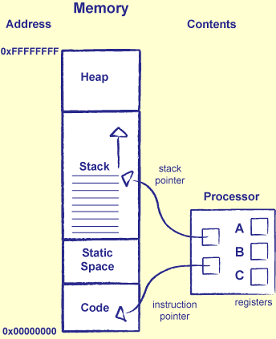 Memory
Address
Contents
0xFFFFFFFF
Heap
Stack
stack
pointer
Processor
A
B
C
Static
Space
Code
instruction
pointer
registers
0x00000000